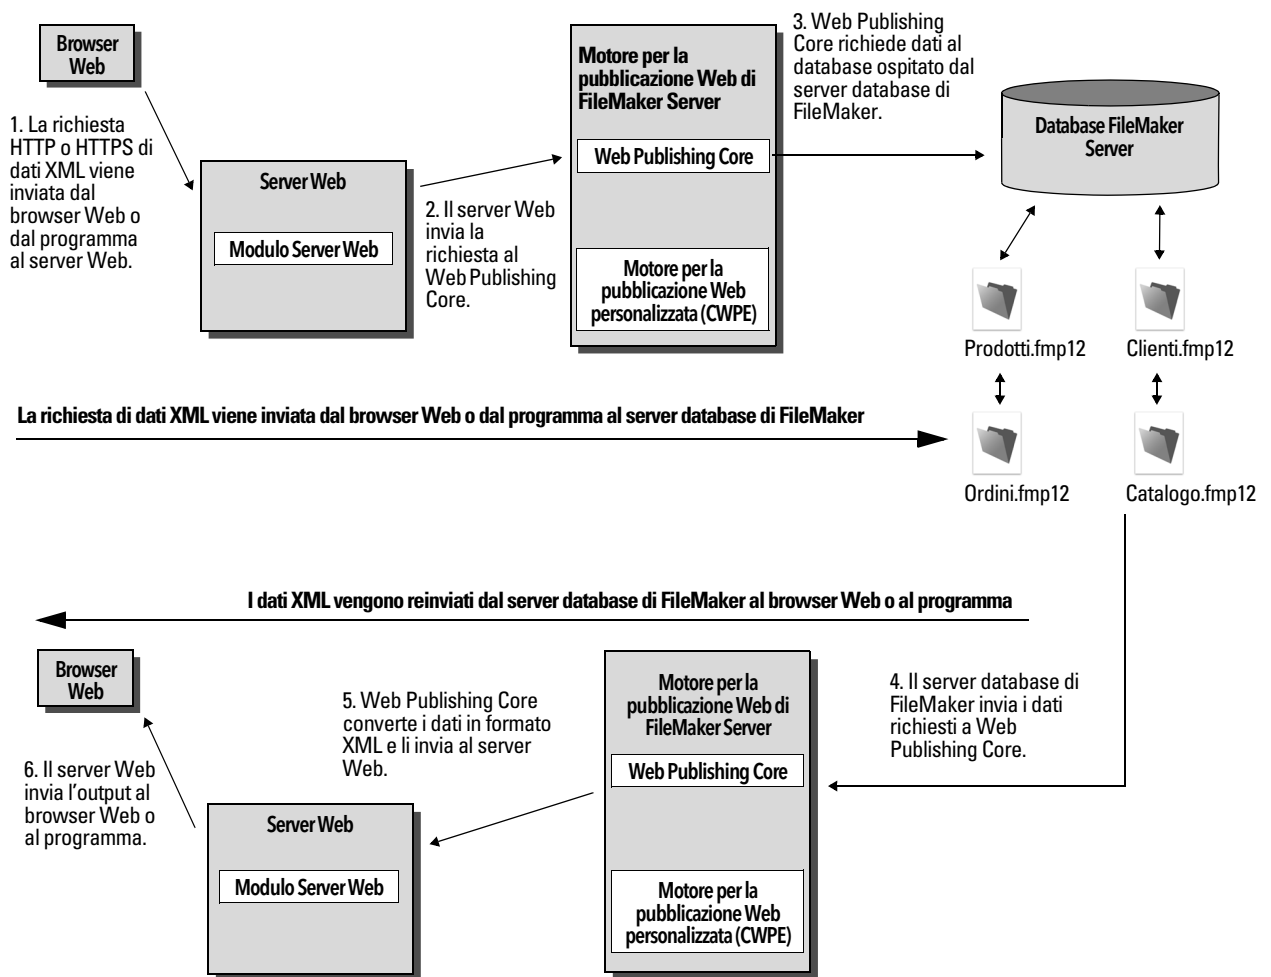 Browser
Web
1. La richiesta
HTTP o HTTPS di
dati XML viene
inviata dal
browser Web o
dal programma
al server Web.
Server Web
Modulo Server Web
2. Il server Web
invia la
richiesta al
Web Publishing
Core.
Motore per la
pubblicazione Web di
FileMaker Server
Web Publishing Core
Motore per la
pubblicazione Web
personalizzata (CWPE)
3. Web Publishing
Core richiede dati al
database ospitato dal
server database di
FileMaker.
Database FileMaker
Server
Prodotti.fmp12
Clienti.fmp12
Ordini.fmp12
Catalogo.fmp12
La richiesta di dati XML viene inviata dal browser Web o dal programma al server database di FileMaker
I dati XML vengono reinviati dal server database di FileMaker al browser Web o al programma
4. Il server database di
FileMaker invia i dati
richiesti a Web
Publishing Core.
Motore per la
pubblicazione Web di
FileMaker Server
Web Publishing Core
Motore per la
pubblicazione Web
personalizzata (CWPE)
5. Web Publishing Core
converte i dati in formato
XML e li invia al server
Web.
Server Web
Modulo Server Web
6. Il server Web
invia l'output al
browser Web o
al programma.
Browser
Web